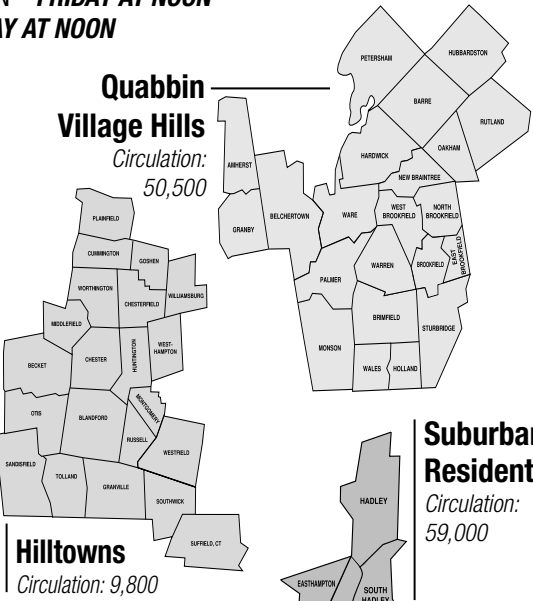 FRIDAY AT NOON
AY AT NOON
Quabbin
Village Hills
Circulation:
50,500
PETERSHAM
HUBBARDSTON
BARRE
RUTLAND
HARDWICK
OAKHAM
NEW BRAINTREE
AMHERST
BELCHERTOWN
GRANBY
WARE
WEST
BROOKFIELD
NORTH
BROOKFIELD
EAST
BROOKFIELD
BROOKFIELD
WARREN
PALMER
BRIMFIELD
STURBRIDGE
MONSON
WALES
HOLLAND
PLAINFIELD
CUMMINGTON
GOSHEN
WORTHINGTON
CHESTERFIELD
WILLIAMSBURG
MIDDLEFIELD
CHESTER
HUNTINGTON
WEST-
HAMPTON
BECKET
MONTGOMERY
OTIS
BLANDFORD
RUSSELL
WESTFIELD
SANDISFIELD
TOLLAND
GRANVILLE
SOUTHWICK
SUFFIELD, CT
Hilltowns
Circulation: 9,800
Suburban
Resident
Circulation:
59,000
HADLEY
EASTHAMPTON
SOUTH
HADLEY